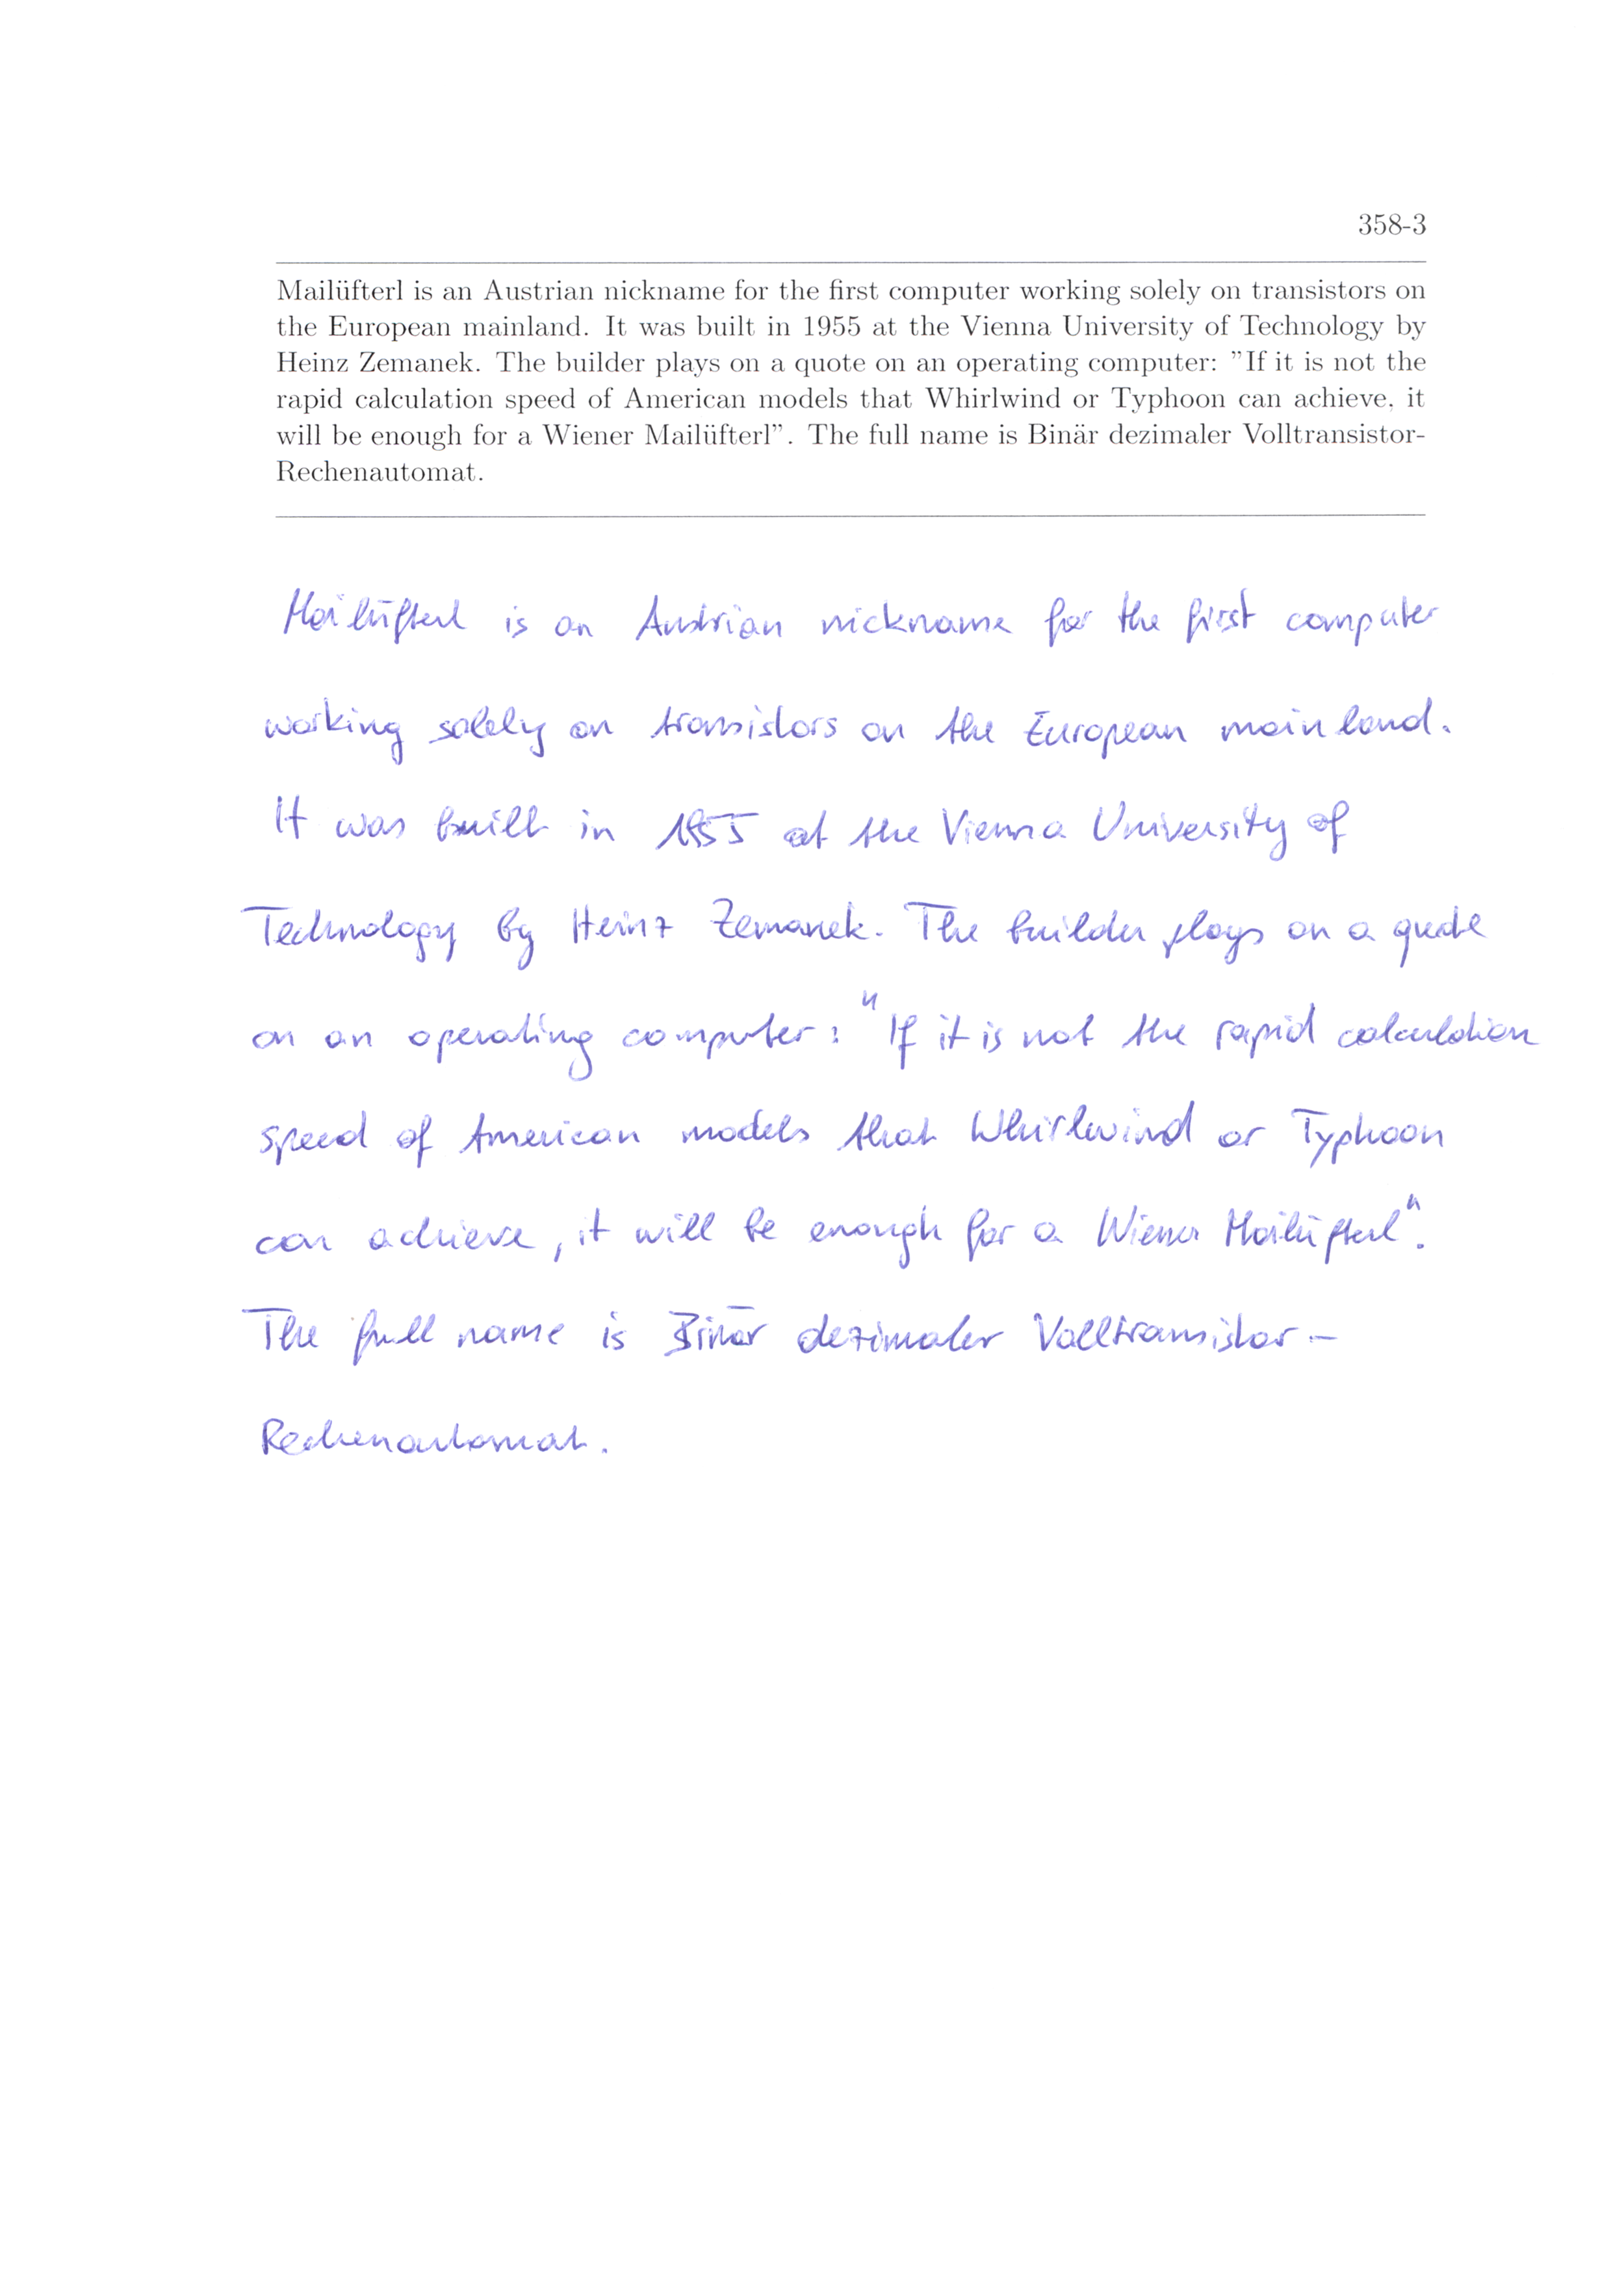 358-3
Mailüfterl is an Austrian nickname for the first computer working solely on transistors on
the European mainland. It was built in 1955 at the Vienna University of Technology by
Heinz Zemanek. The builder plays on a quote on an operating computer: "If it is not the
rapid calculation speed of American models that Whirlwind or Typhoon can achieve, it
will be enough for a Wiener Mailüfterl". The full name is Binär dezimaler Volltransistor-
Rechenautomat.
Mailüfterl is an Austrian nickname for the first computer
working solely on transistors on the European mainland.
It was built in 1955 at the Vienna University of
Technology by Heinz Zemanek. The builder plays on a quote
on an operating computer: "If it is not the rapid calculation
speed of American models that Whirlwind or Typhoon
can achieve, it will be enough for a Wiener Mailüfterl".
The full name is Binär dezimaler Volltransistor-
Rechenautomat.